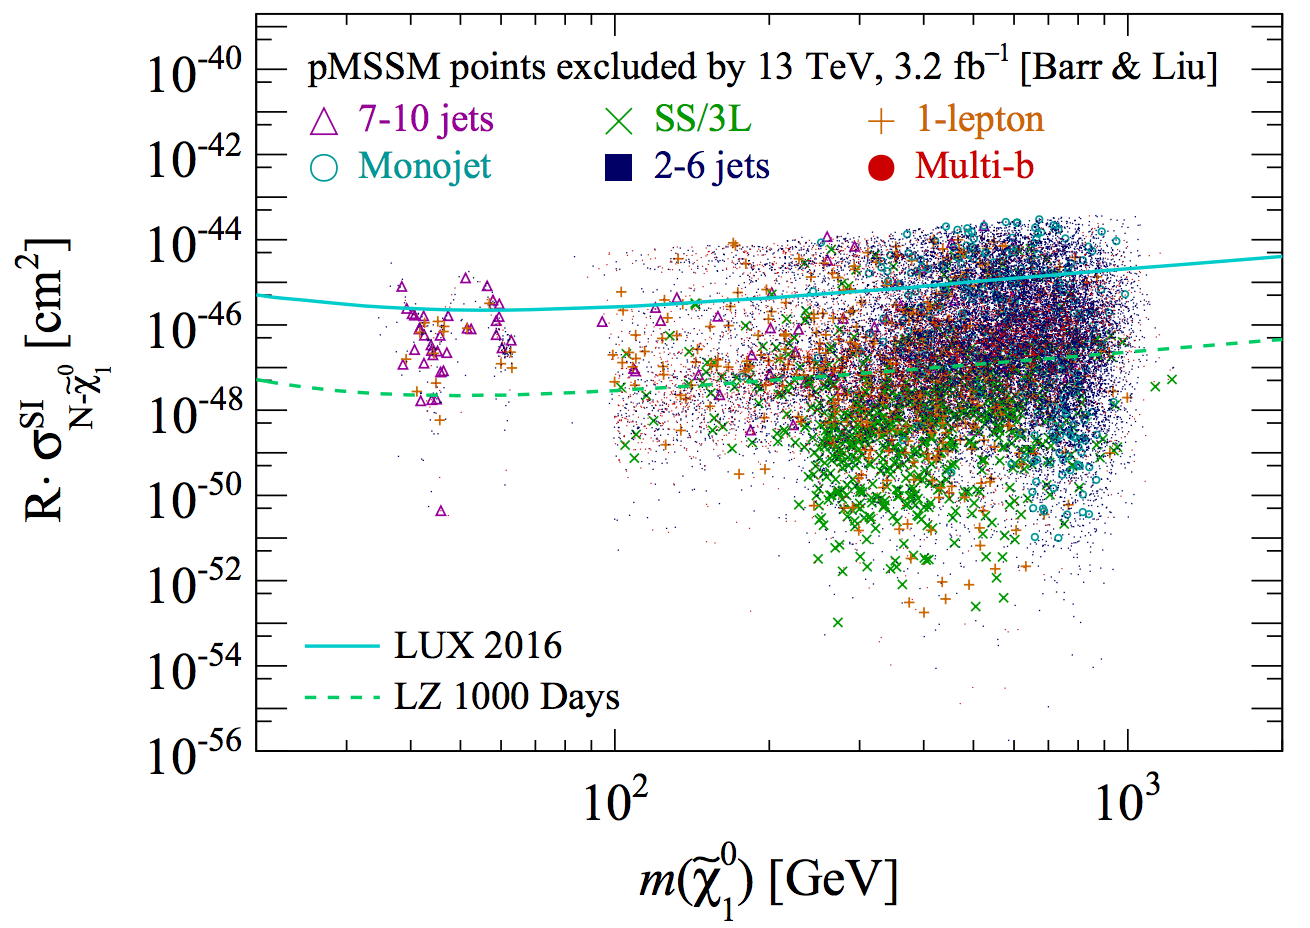 pMSSM points excluded by 13 TeV, 3.2 fb⁻¹ [Barr & Liu]
7-10 jets SS/3L 1-lepton
Monojet 2-6 jets Multi-b
10⁻⁴⁰
10⁻⁴²
10⁻⁴⁴
10⁻⁴⁶
10⁻⁴⁸
10⁻⁵⁰
10⁻⁵²
10⁻⁵⁴
10⁻⁵⁶
R · σ^SI_N-χ̃⁰₁ [cm²]
LUX 2016
LZ 1000 Days
10² 10³
m(χ̃⁰₁) [GeV]